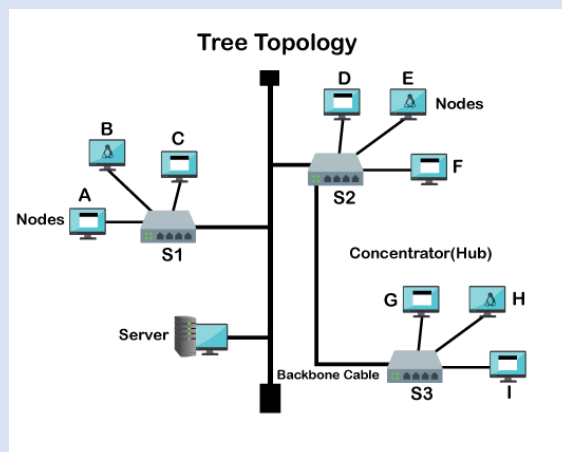 Tree Topology
D
E
Nodes
B
C
A
F
Nodes
S2
S1
Concentrator(Hub)
G
H
Server
Backbone Cable
S3
I